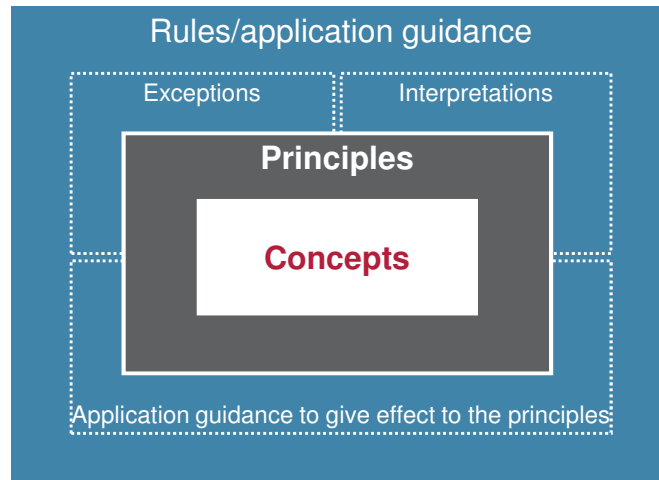 Rules/application guidance
Exceptions
Interpretations
Principles
Concepts
Application guidance to give effect to the principles